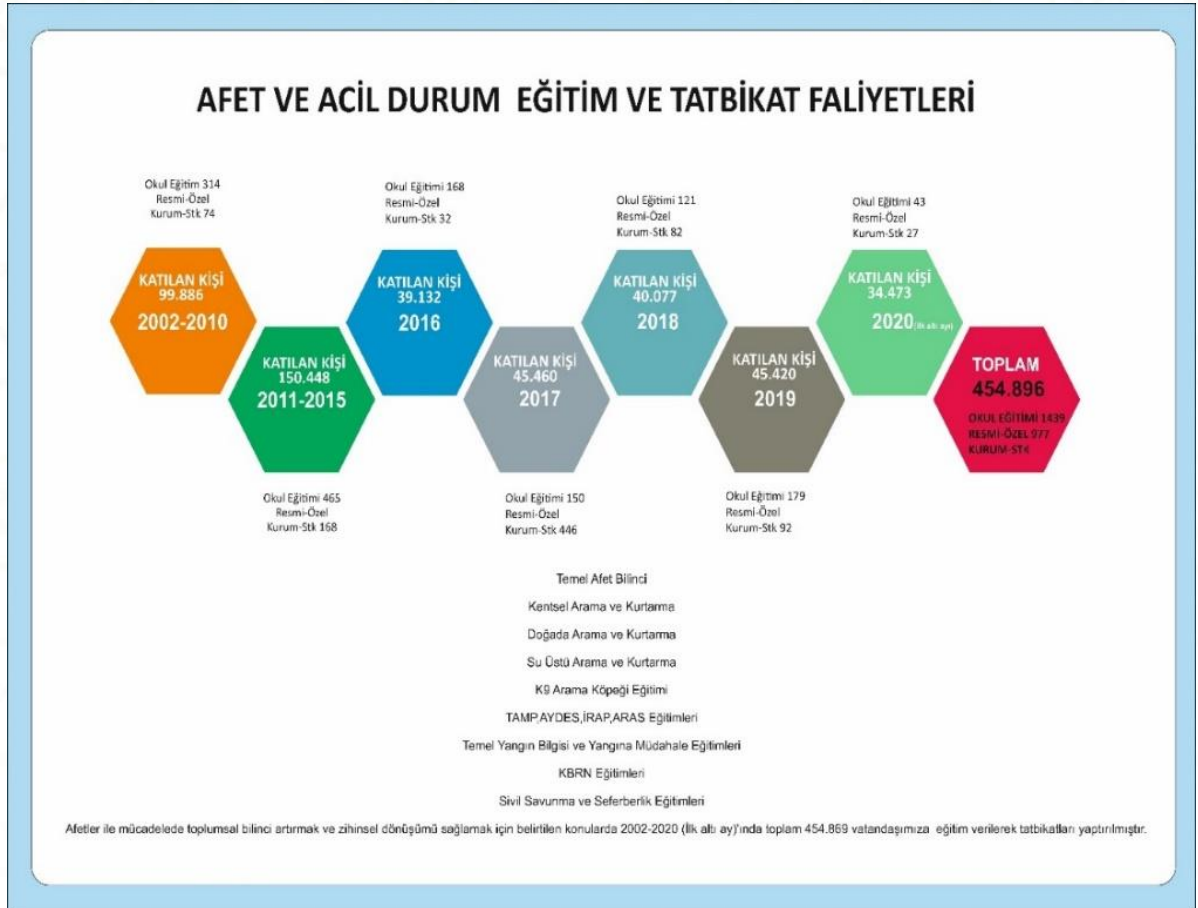 AFET VE ACİL DURUM EĞİTİM VE TATBİKAT FALİYETLERİ
Okul Eğitim 314
Resmi-Özel
Kurum-Stk 74
KATILAN KİŞİ
99.886
2002-2010
KATILAN KİŞİ
150.448
2011-2015
Okul Eğitimi 465
Resmi-Özel
Kurum-Stk 168
Okul Eğitimi 168
Resmi-Özel
Kurum-Stk 32
KATILAN KİŞİ
39.132
2016
KATILAN KİŞİ
45.460
2017
Okul Eğitimi 150
Resmi-Özel
Kurum-Stk 446
Okul Eğitimi 121
Resmi-Özel
Kurum-Stk 82
KATILAN KİŞİ
40.077
2018
KATILAN KİŞİ
45.420
2019
Okul Eğitimi 179
Resmi-Özel
Kurum-Stk 92
Okul Eğitimi 43
Resmi-Özel
Kurum-Stk 27
KATILAN KİŞİ
34.473
2020(ilk altı ayı)
TOPLAM
454.896
OKUL EĞİTİMİ 1439
RESMİ-ÖZEL 977
KURUM-STK
Temel Afet Bilinci
Kentsel Arama ve Kurtarma
Doğada Arama ve Kurtarma
Su Üstü Arama ve Kurtarma
K9 Arama Köpeği Eğitimi
TAMP,AYDES,İRAP,ARAS Eğitimleri
Temel Yangın Bilgisi ve Yangına Müdahale Eğitimleri
KBRN Eğitimleri
Sivil Savunma ve Seferberlik Eğitimleri
Afetler ile mücadelede toplumsal bilinci artırmak ve zihinsel dönüşümü sağlamak için belirtilen konularda 2002-2020 (İlk altı ay)'ında toplam 454.869 vatandaşımıza eğitim verilerek tatbikatları yaptırılmıştır.